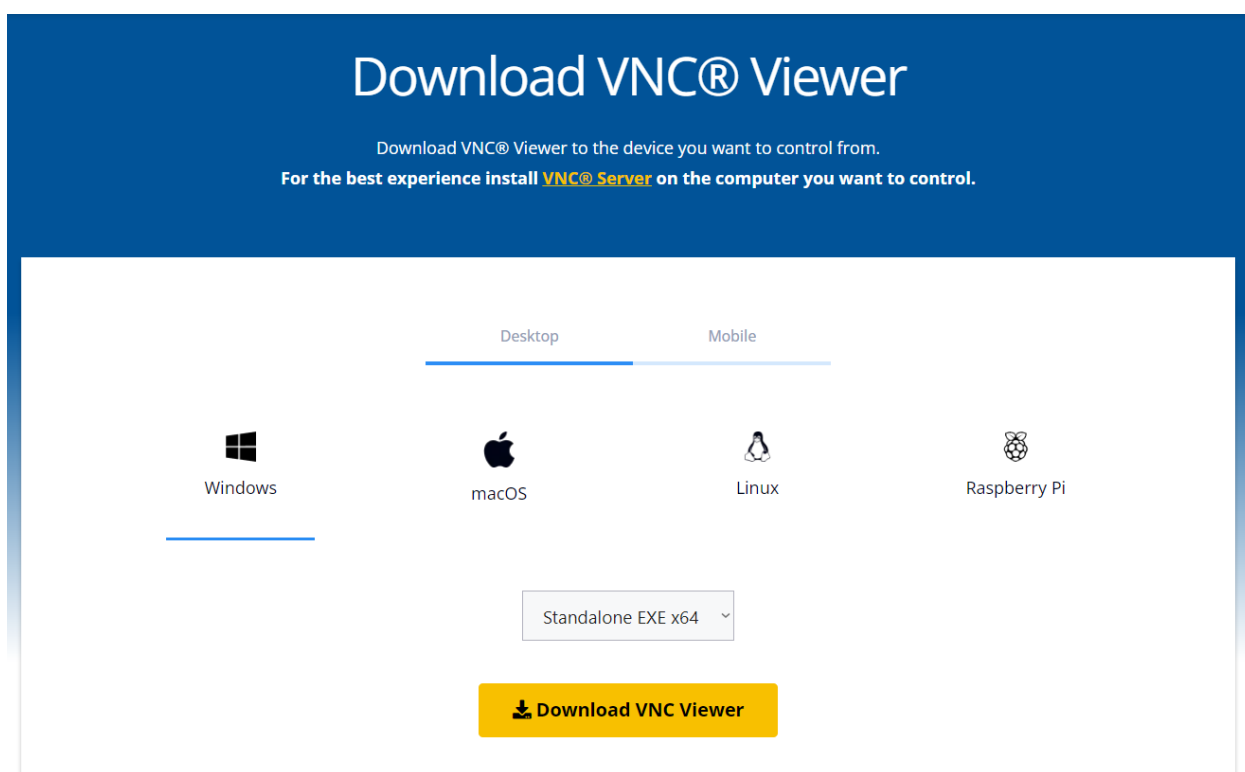 Download VNC® Viewer
Download VNC® Viewer to the device you want to control from.
For the best experience install VNC® Server on the computer you want to control.
Desktop
Mobile
Windows
macOS
Linux
Raspberry Pi
Standalone EXE x64
Download VNC Viewer